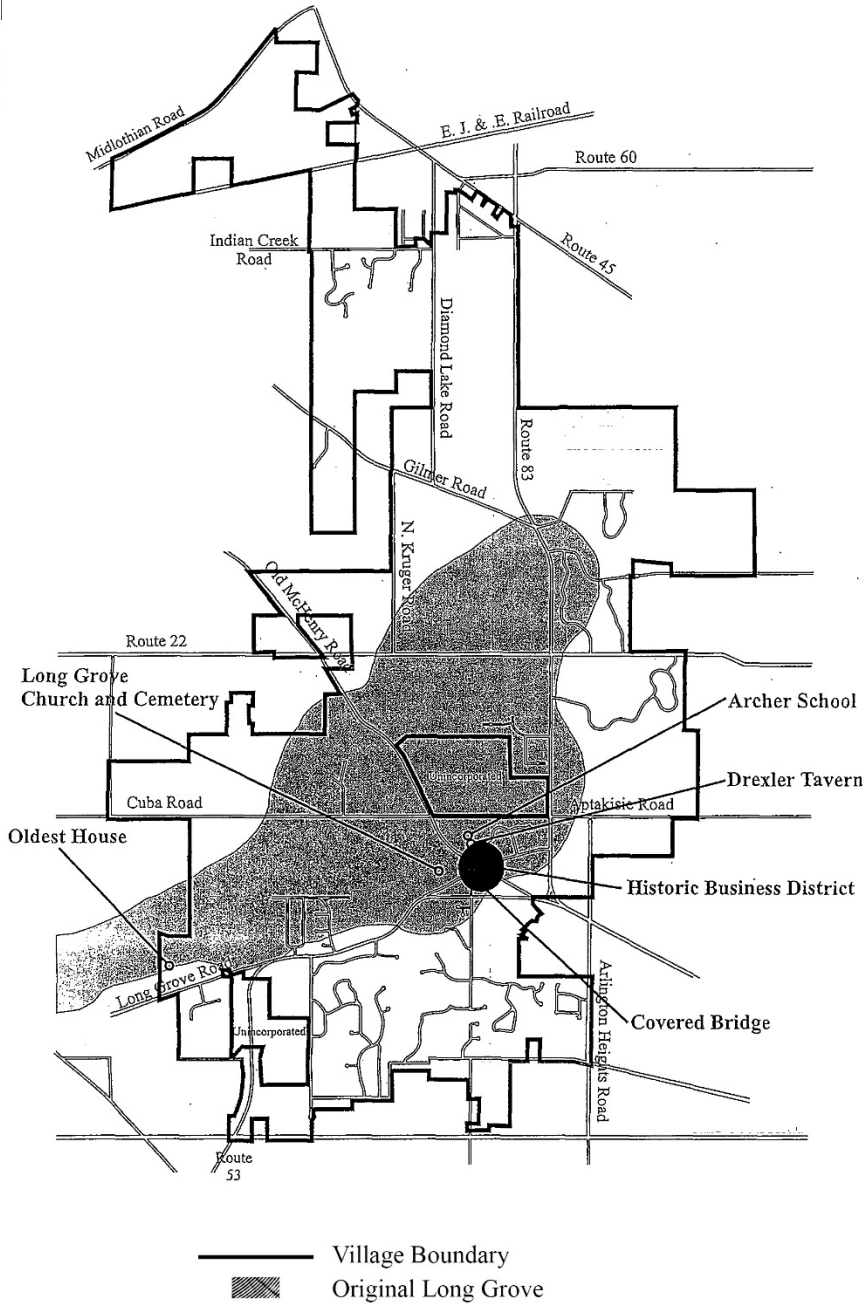 Midlothian Road
E. J. & E. Railroad
Route 60
Indian Creek
Road
Route 45
Diamond Lake Road
Route 83
Gilmer Road
N. Kruger Road
Old McHenry Road
Route 22
Long Grove
Church and Cemetery
Archer School
Unincorporated
Drexler Tavern
Cuba Road
Aptakisic Road
Oldest House
Historic Business District
Long Grove Road
Arlington Heights Road
Covered Bridge
Unincorporated
Route
53
Village Boundary
Original Long Grove